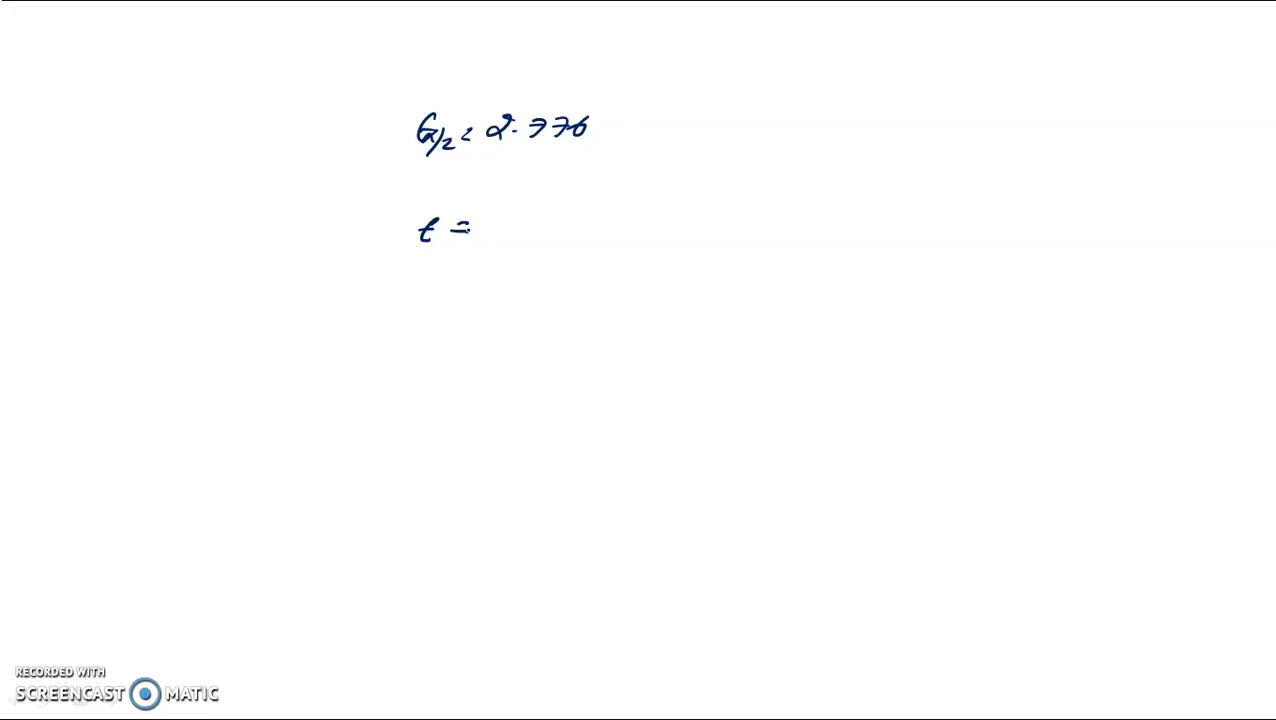 tα/2 = 2.776
t =
RECORDED WITH
SCREENCAST MATIC